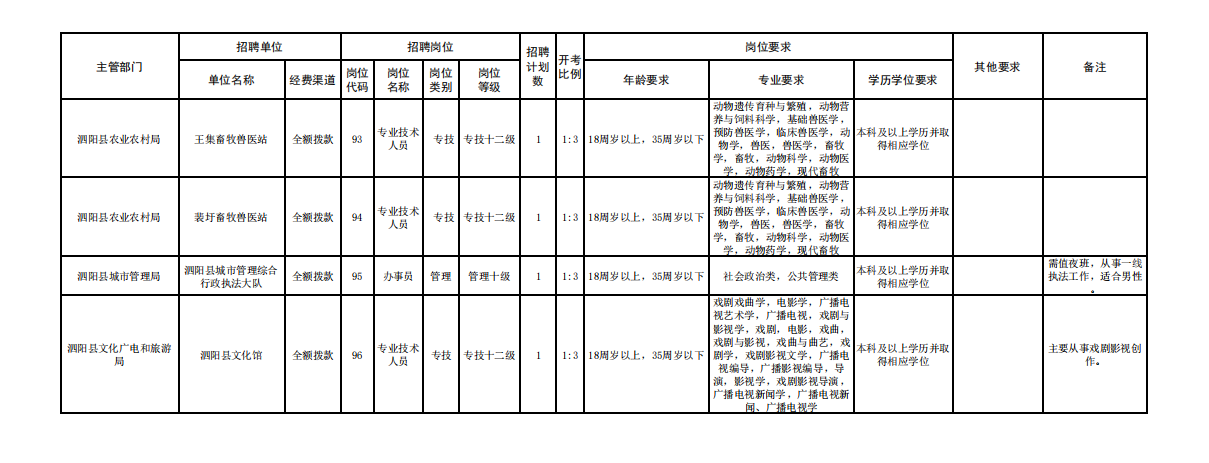 主管部门
招聘单位
招聘岗位
招聘
计划
数
开考
比例
岗位要求
其他要求
备注
单位名称
经费渠道
岗位
代码
岗位
名称
岗位
类别
岗位
等级
年龄要求
专业要求
学历学位要求
泗阳县农业农村局
王集畜牧兽医站
全额拨款
93
专业技术
人员
专技
专技十二级
1
1:3
18周岁以上，35周岁以下
动物遗传育种与繁殖，动物营
养与饲料科学，基础兽医学，
预防兽医学，临床兽医学，动
物学，兽医，兽医学，畜牧
学，畜牧，动物科学，动物医
学，动物药学，现代畜牧
本科及以上学历并取
得相应学位
泗阳县农业农村局
裴圩畜牧兽医站
全额拨款
94
专业技术
人员
专技
专技十二级
1
1:3
18周岁以上，35周岁以下
动物遗传育种与繁殖，动物营
养与饲料科学，基础兽医学，
预防兽医学，临床兽医学，动
物学，兽医，兽医学，畜牧
学，畜牧，动物科学，动物医
学，动物药学，现代畜牧
本科及以上学历并取
得相应学位
泗阳县城市管理局
泗阳县城市管理综合
行政执法大队
全额拨款
95
办事员
管理
管理十级
1
1:3
18周岁以上，35周岁以下
社会政治类，公共管理类
本科及以上学历并取
得相应学位
需值夜班，从事一线
执法工作，适合男性
。
泗阳县文化广电和旅游
局
泗阳县文化馆
全额拨款
96
专业技术
人员
专技
专技十二级
1
1:3
18周岁以上，35周岁以下
戏剧戏曲学，电影学，广播电
视艺术学，广播电视，戏剧与
影视学，戏剧，电影，戏曲，
戏剧与影视，戏曲与曲艺，戏
剧学，戏剧影视文学，广播电
视编导，广播影视编导，导
演，影视学，戏剧影视导演，
广播电视新闻学，广播电视新
闻、广播电视学
本科及以上学历并取
得相应学位
主要从事戏剧影视创
作。